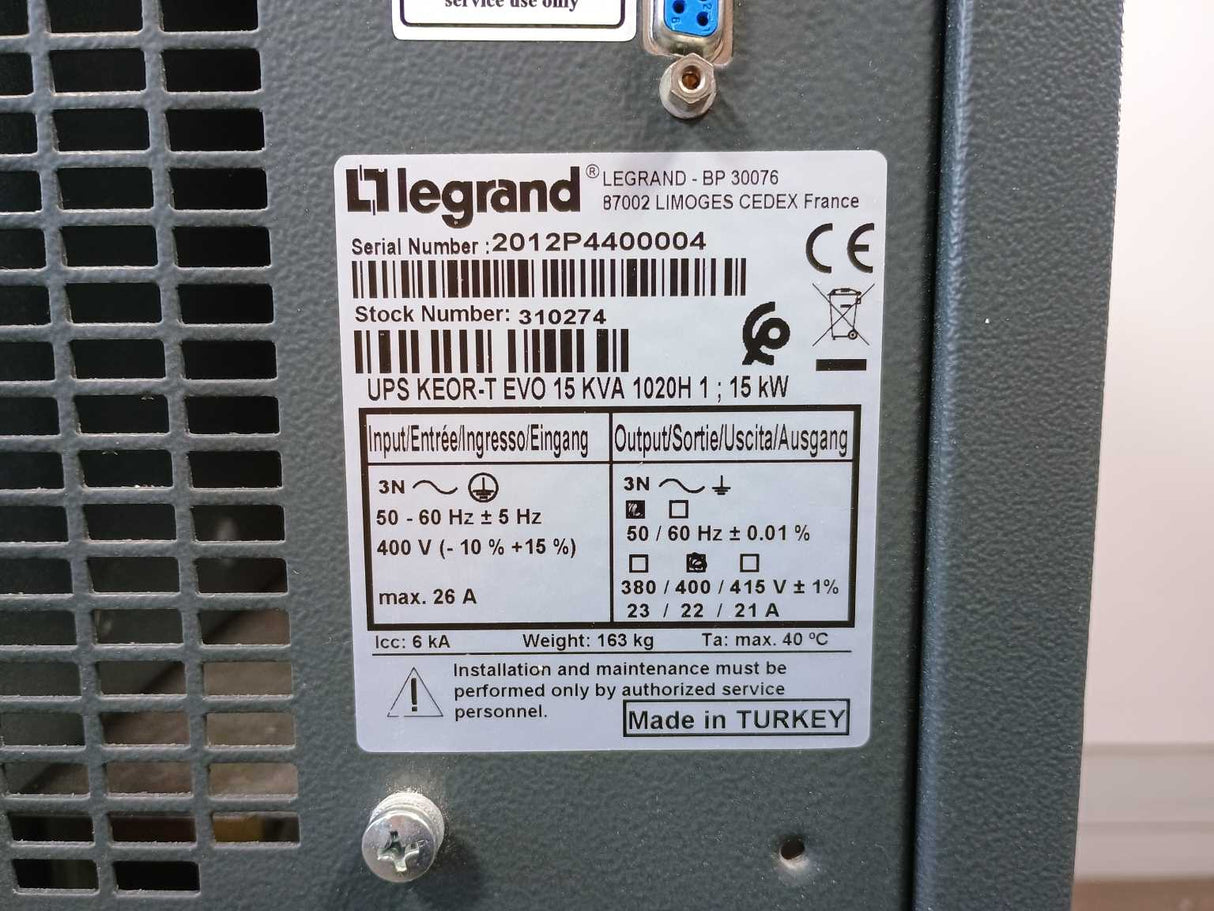 service use only
legrand® LEGRAND - BP 30076
87002 LIMOGES CEDEX France
Serial Number : 2012P4400004
CE
Stock Number: 310274
UPS KEOR-T EVO 15 KVA 1020H 1 ; 15 kW
Input/Entrée/Ingresso/Eingang
3N
50 - 60 Hz ± 5 Hz
400 V (- 10 % +15 %)
max. 26 A
Output/Sortie/Uscita/Ausgang
3N
50 / 60 Hz ± 0.01 %
380 / 400 / 415 V ± 1%
23 / 22 / 21 A
Icc: 6 kA Weight: 163 kg Ta: max. 40 ºC
Installation and maintenance must be
performed only by authorized service
personnel.
Made in TURKEY